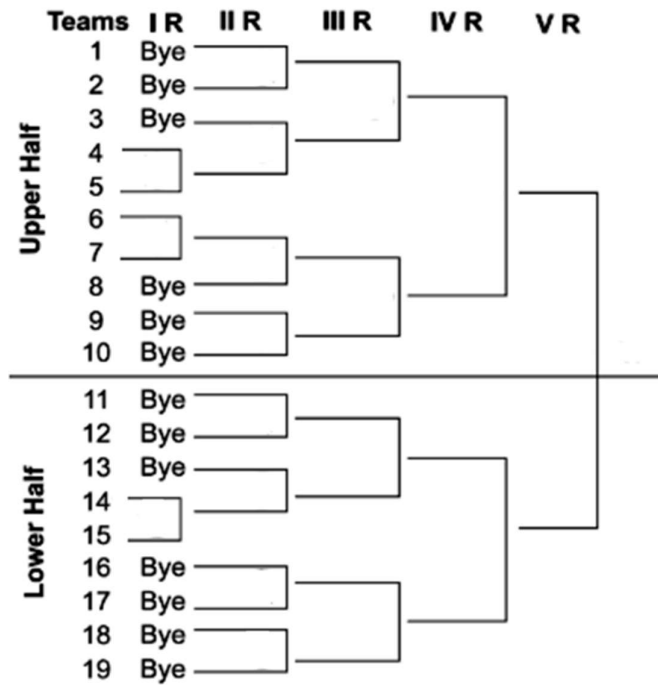 Teams I R II R III R IV R V R
Upper Half
1 Bye
2 Bye
3 Bye
4
5
6
7
8 Bye
9 Bye
10 Bye
Lower Half
11 Bye
12 Bye
13 Bye
14
15
16 Bye
17 Bye
18 Bye
19 Bye